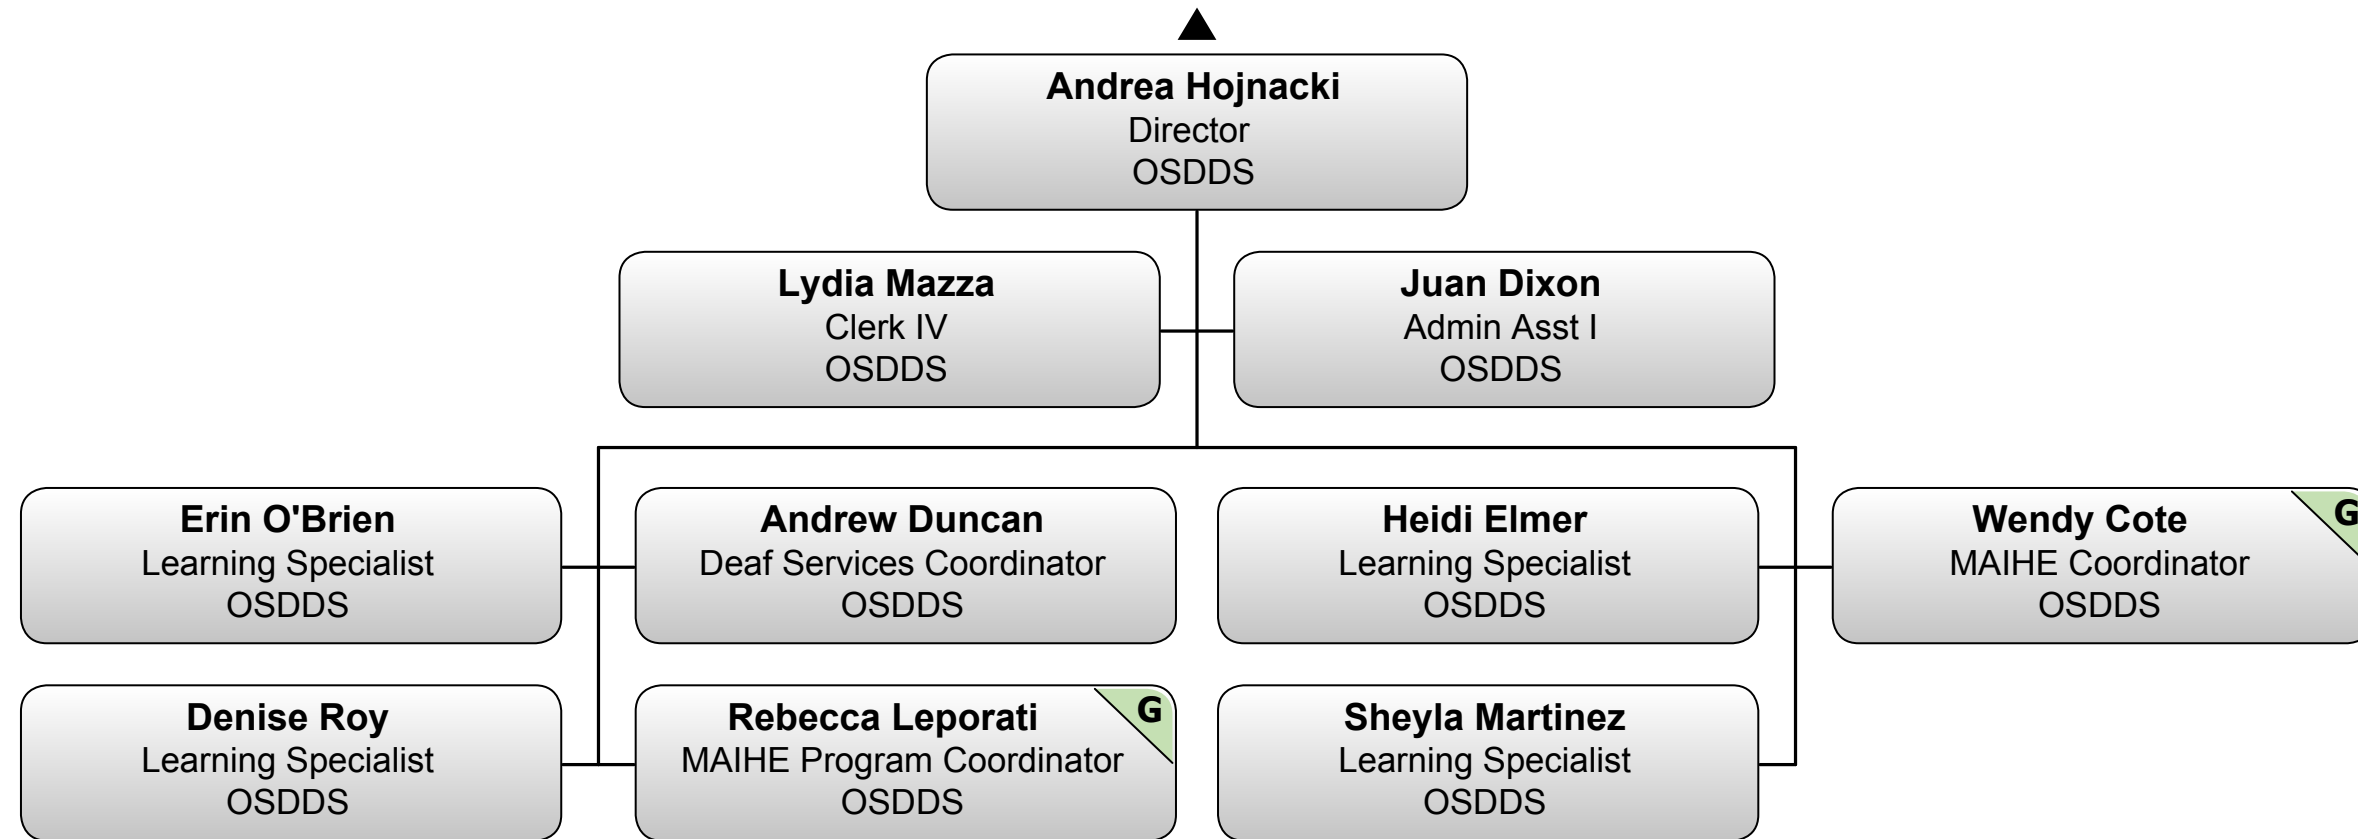 Andrea Hojnacki
Director
OSDDS
Lydia Mazza
Clerk IV
OSDDS
Juan Dixon
Admin Asst I
OSDDS
Erin O'Brien
Learning Specialist
OSDDS
Andrew Duncan
Deaf Services Coordinator
OSDDS
Heidi Elmer
Learning Specialist
OSDDS
Wendy Cote
MAIHE Coordinator
OSDDS
G
Denise Roy
Learning Specialist
OSDDS
Rebecca Leporati
MAIHE Program Coordinator
OSDDS
G
Sheyla Martinez
Learning Specialist
OSDDS